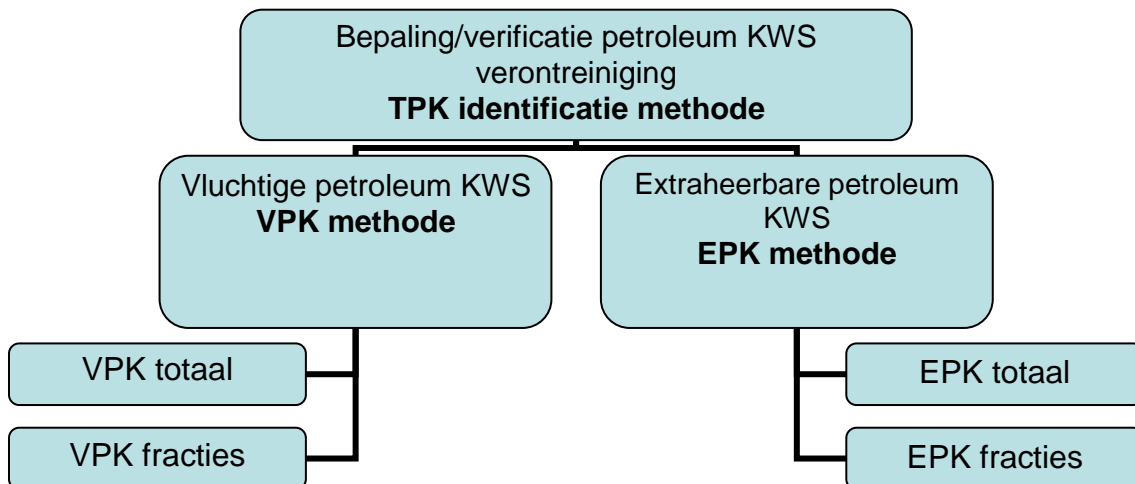 Bepaling/verificatie petroleum KWS
verontreiniging
TPK identificatie methode
Vluchtige petroleum KWS
VPK methode
Extraheerbare petroleum
KWS
EPK methode
VPK totaal
EPK totaal
VPK fracties
EPK fracties